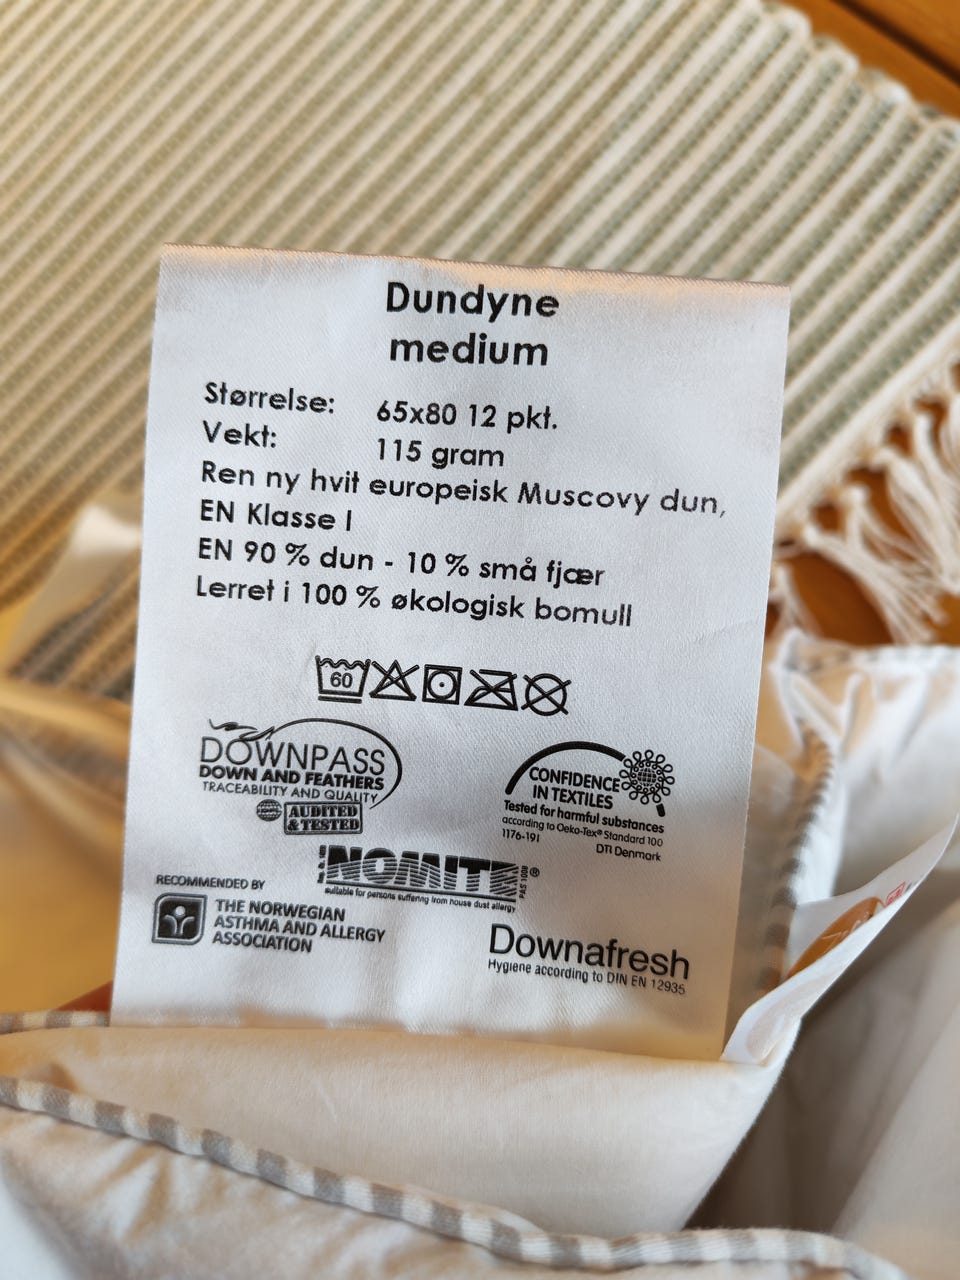 Dundyne
medium
Størrelse: 65x80 12 pkt.
Vekt: 115 gram
Ren ny hvit europeisk Muscovy dun,
EN Klasse I
EN 90 % dun - 10 % små fjær
Lerret i 100 % økologisk bomull
60
DOWNPASS
DOWN AND FEATHERS
TRACEABILITY AND QUALITY
AUDITED
& TESTED
CONFIDENCE
IN TEXTILES
Tested for harmful substances
according to Oeko-Tex® Standard 100
1176-191
DTI Denmark
NOMITE ®
suitable for persons suffering from house dust allergy
RECOMMENDED BY
THE NORWEGIAN
ASTHMA AND ALLERGY
ASSOCIATION
Downafresh
Hygiene according to DIN EN 12935